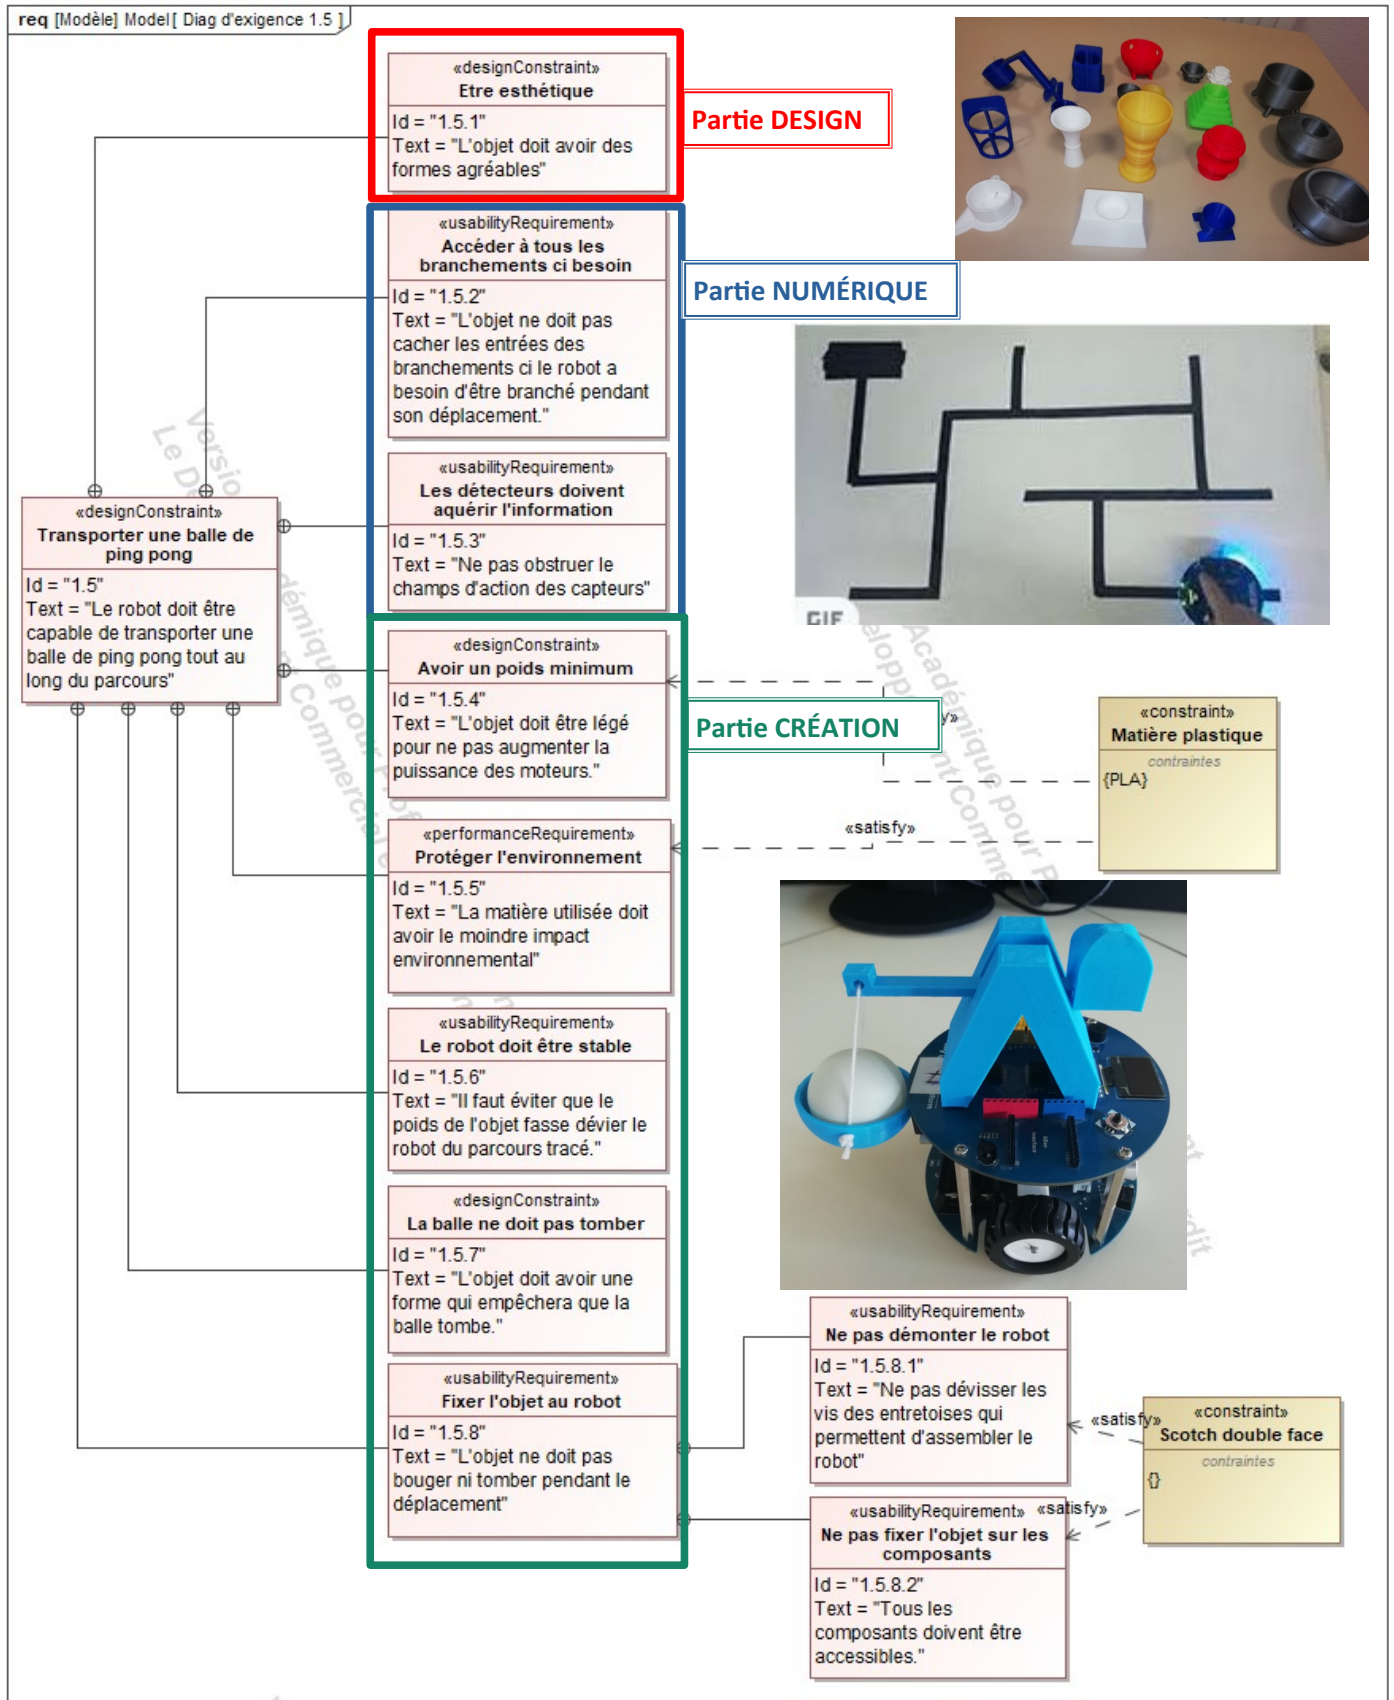 req [Modèle] Model[ Diag d'exigence 1.5 ]
«designConstraint»
Etre esthétique
Id = "1.5.1"
Text = "L'objet doit avoir des
formes agréables"
Partie DESIGN
«usabilityRequirement»
Accéder à tous les
branchements ci besoin
Id = "1.5.2"
Text = "L'objet ne doit pas
cacher les entrées des
branchements ci le robot a
besoin d'être branché pendant
son déplacement."
Partie NUMÉRIQUE
«usabilityRequirement»
Les détecteurs doivent
aquérir l'information
Id = "1.5.3"
Text = "Ne pas obstruer le
champs d'action des capteurs"
GIF
«designConstraint»
Transporter une balle de
ping pong
Id = "1.5"
Text = "Le robot doit être
capable de transporter une
balle de ping pong tout au
long du parcours"
«designConstraint»
Avoir un poids minimum
Id = "1.5.4"
Text = "L'objet doit être légé
pour ne pas augmenter la
puissance des moteurs."
Partie CRÉATION
«constraint»
Matière plastique
contraintes
{PLA}
«satisfy»
«performanceRequirement»
Protéger l'environnement
Id = "1.5.5"
Text = "La matière utilisée doit
avoir le moindre impact
environnemental"
«usabilityRequirement»
Le robot doit être stable
Id = "1.5.6"
Text = "Il faut éviter que le
poids de l'objet fasse dévier le
robot du parcours tracé."
«designConstraint»
La balle ne doit pas tomber
Id = "1.5.7"
Text = "L'objet doit avoir une
forme qui empêchera que la
balle tombe."
«usabilityRequirement»
Fixer l'objet au robot
Id = "1.5.8"
Text = "L'objet ne doit pas
bouger ni tomber pendant le
déplacement"
«usabilityRequirement»
Ne pas démonter le robot
Id = "1.5.8.1"
Text = "Ne pas dévisser les
vis des entretoises qui
permettent d'assembler le
robot"
«satisfy»
«constraint»
Scotch double face
contraintes
{}
«satisfy»
«usabilityRequirement»
Ne pas fixer l'objet sur les
composants
Id = "1.5.8.2"
Text = "Tous les
composants doivent être
accessibles."